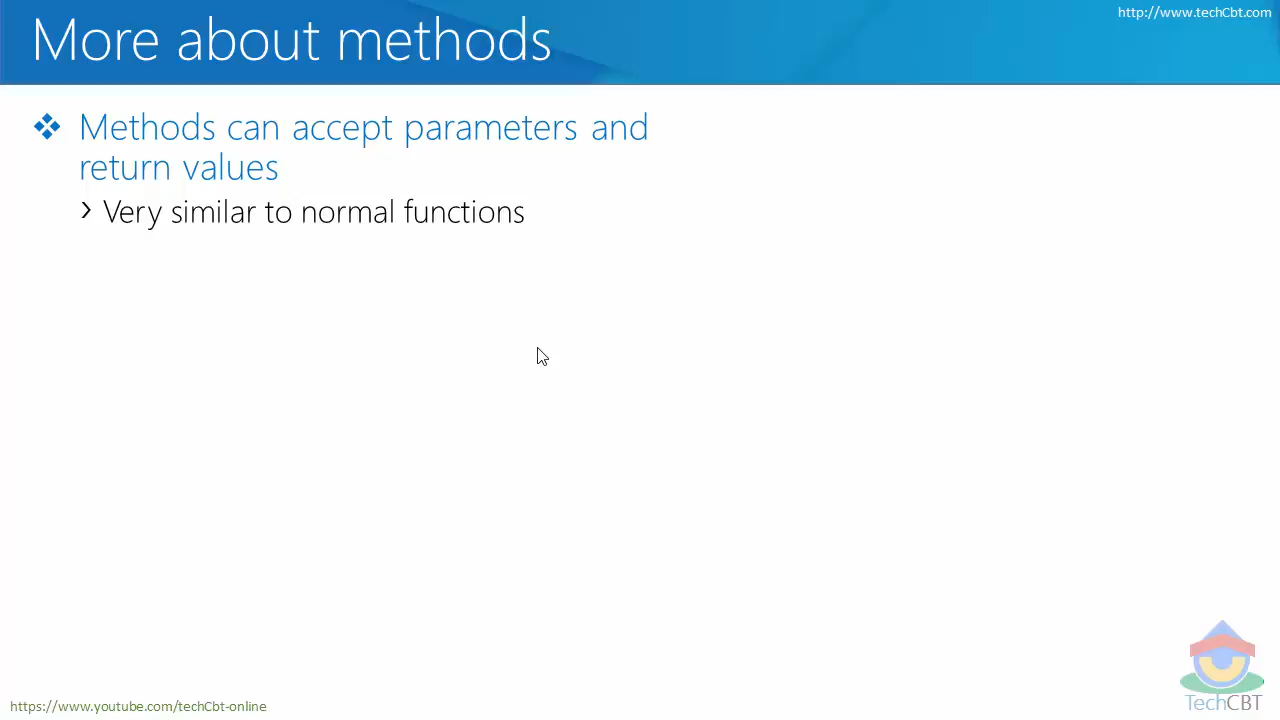 http://www.techCbt.com
More about methods
❖ Methods can accept parameters and
return values
› Very similar to normal functions
TechCBT
https://www.youtube.com/techCbt-online